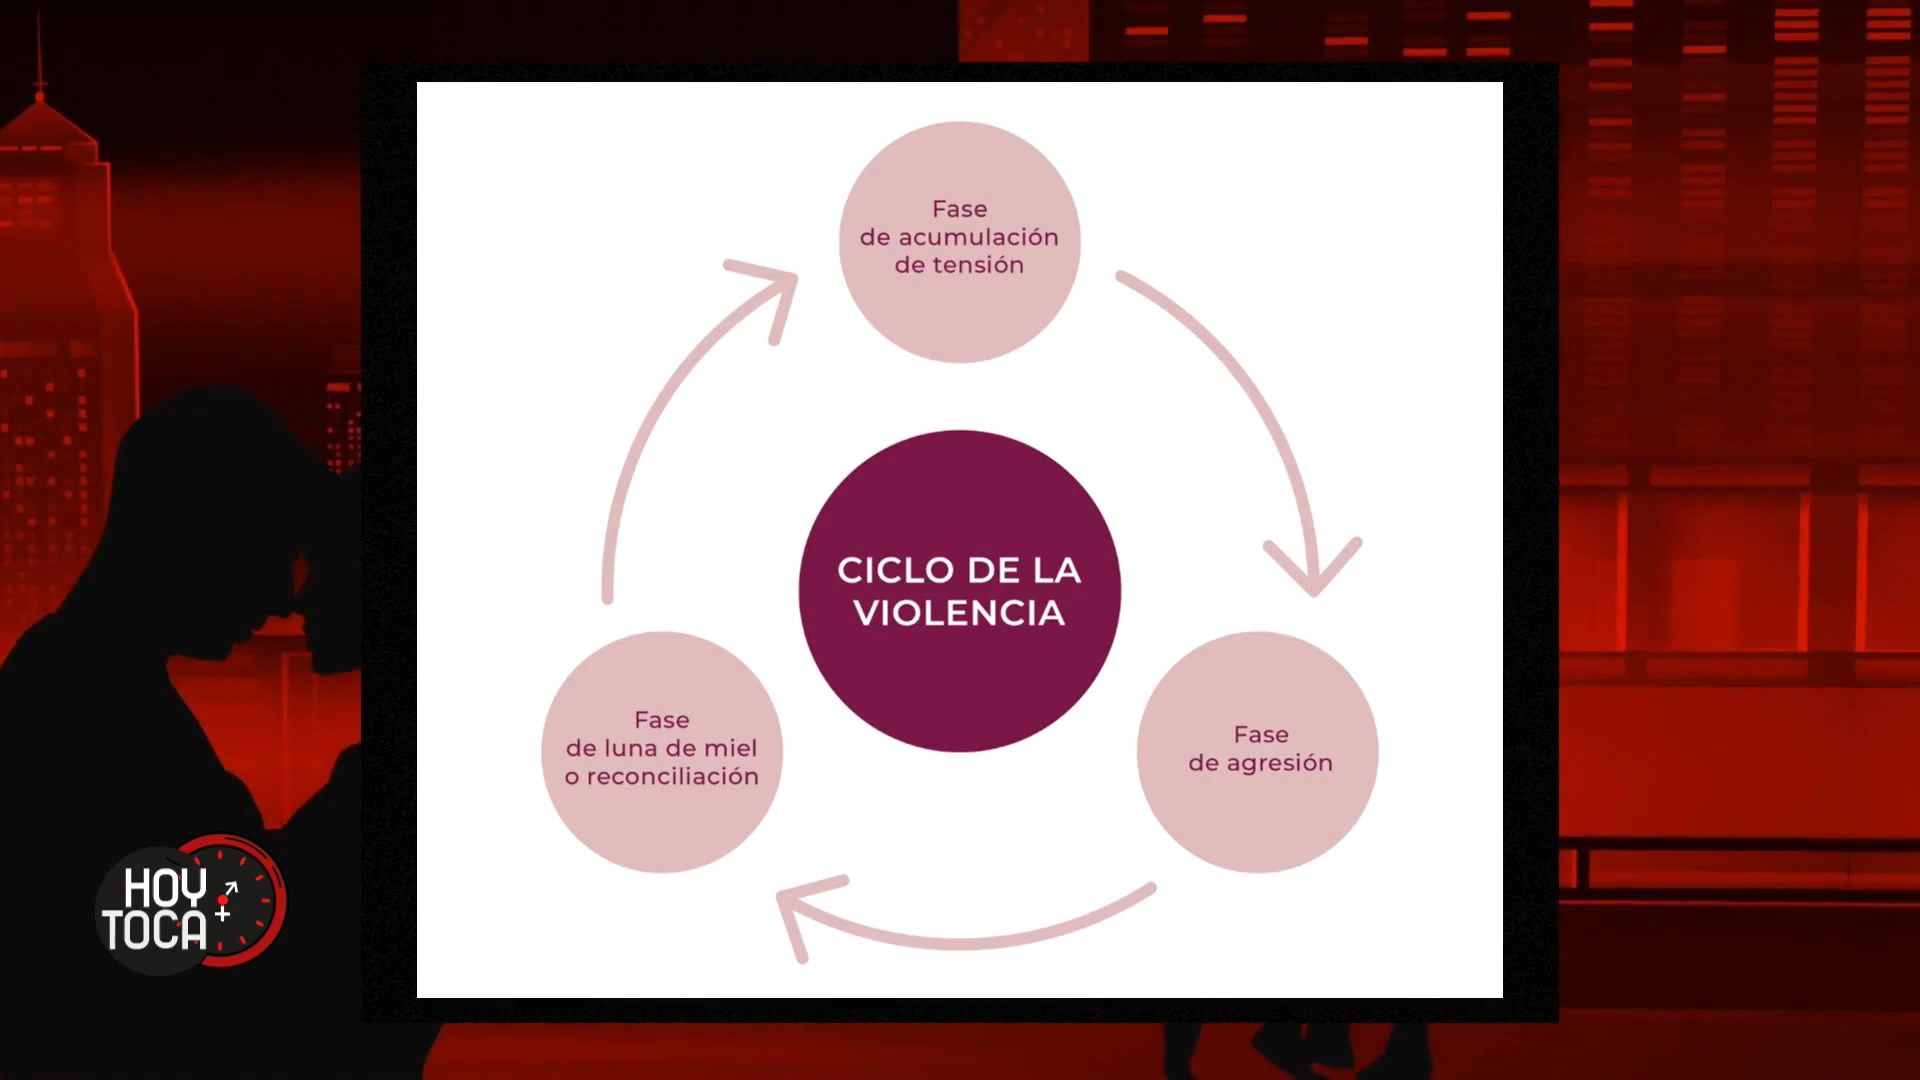 Fase
de acumulación
de tensión
CICLO DE LA
VIOLENCIA
Fase
de luna de miel
o reconciliación
Fase
de agresión
HOY
TOCA